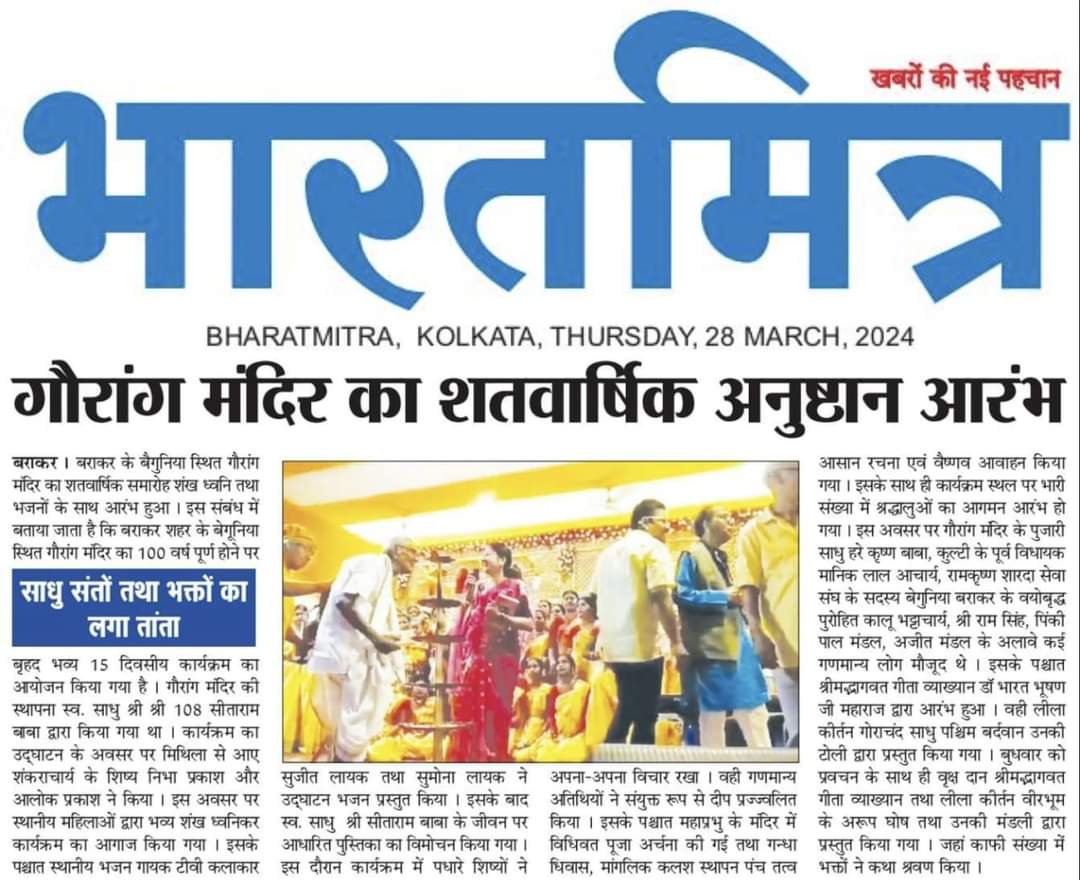 खबरों की नई पहचान
भारतमित्र
BHARATMITRA, KOLKATA, THURSDAY, 28 MARCH, 2024
गौरांग मंदिर का शतवार्षिक अनुष्ठान आरंभ
बराकर । बराकर के बैगुनिया स्थित गौरांग
मंदिर का शतवार्षिक समारोह शंख ध्वनि तथा
भजनों के साथ आरंभ हुआ । इस संबंध में
बताया जाता है कि बराकर शहर के बेगूनिया
स्थित गौरांग मंदिर का 100 वर्ष पूर्ण होने पर
साधु संतों तथा भक्तों का
लगा तांता
बृहद भव्य 15 दिवसीय कार्यक्रम का
आयोजन किया गया है । गौरांग मंदिर की
स्थापना स्व. साधु श्री श्री 108 सीताराम
बाबा द्वारा किया गया था । कार्यक्रम का
उद्घाटन के अवसर पर मिथिला से आए
शंकराचार्य के शिष्य निभा प्रकाश और
आलोक प्रकाश ने किया । इस अवसर पर
स्थानीय महिलाओं द्वारा भव्य शंख ध्वनिकर
कार्यक्रम का आगाज किया गया । इसके
पश्चात स्थानीय भजन गायक टीवी कलाकार
सुजीत लायक तथा सुमोना लायक ने
उद्घाटन भजन प्रस्तुत किया । इसके बाद
स्व. साधु श्री सीताराम बाबा के जीवन पर
आधारित पुस्तिका का विमोचन किया गया ।
इस दौरान कार्यक्रम में पधारे शिष्यों ने
अपना-अपना विचार रखा । वही गणमान्य
अतिथियों ने संयुक्त रूप से दीप प्रज्ज्वलित
किया । इसके पश्चात महाप्रभु के मंदिर में
विधिवत पूजा अर्चना की गई तथा गन्धा
धिवास, मांगलिक कलश स्थापन पंच तत्व
आसान रचना एवं वैष्णव आवाहन किया
गया । इसके साथ ही कार्यक्रम स्थल पर भारी
संख्या में श्रद्धालुओं का आगमन आरंभ हो
गया । इस अवसर पर गौरांग मंदिर के पुजारी
साधु हरे कृष्ण बाबा, कुल्टी के पूर्व विधायक
मानिक लाल आचार्य, रामकृष्ण शारदा सेवा
संघ के सदस्य बेगुनिया बराकर के वयोबृद्ध
पुरोहित कालू भट्टाचार्य, श्री राम सिंह, पिंकी
पाल मंडल, अजीत मंडल के अलावे कई
गणमान्य लोग मौजूद थे । इसके पश्चात
श्रीमद्भागवत गीता व्याख्यान डॉ भारत भूषण
जी महाराज द्वारा आरंभ हुआ । वही लीला
कीर्तन गोराचंद साधु पश्चिम बर्दवान उनकी
टोली द्वारा प्रस्तुत किया गया । बुधवार को
प्रवचन के साथ ही वृक्ष दान श्रीमद्भागवत
गीता व्याख्यान तथा लीला कीर्तन वीरभूम
के अरूप घोष तथा उनकी मंडली द्वारा
प्रस्तुत किया गया । जहां काफी संख्या में
भक्तों ने कथा श्रवण किया ।